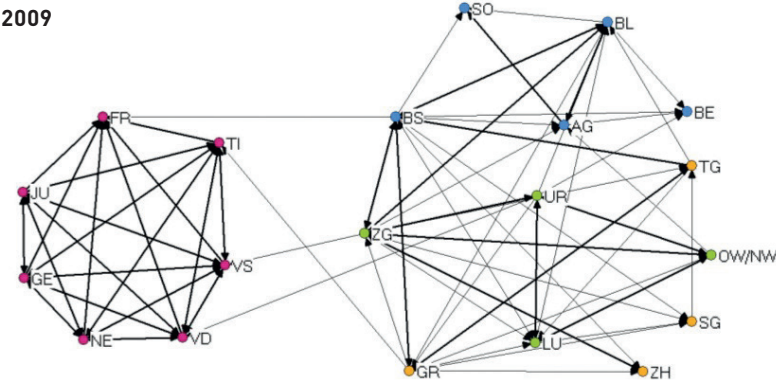 2009
SO
BL
FR
BS
AG
BE
TI
TG
JU
UR
ZG
OW/NW
VS
GE
SG
NE
VD
LU
GR
ZH